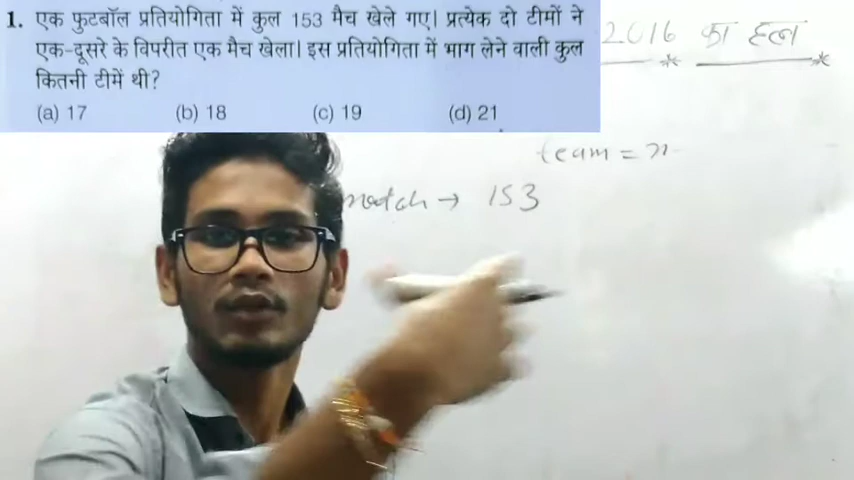 1. एक फुटबॉल प्रतियोगिता में कुल 153 मैच खेले गए। प्रत्येक दो टीमों ने
एक-दूसरे के विपरीत एक मैच खेला। इस प्रतियोगिता में भाग लेने वाली कुल
कितनी टीमें थी?
(a) 17 (b) 18 (c) 19 (d) 21
2016 का हल
team = n
match → 153